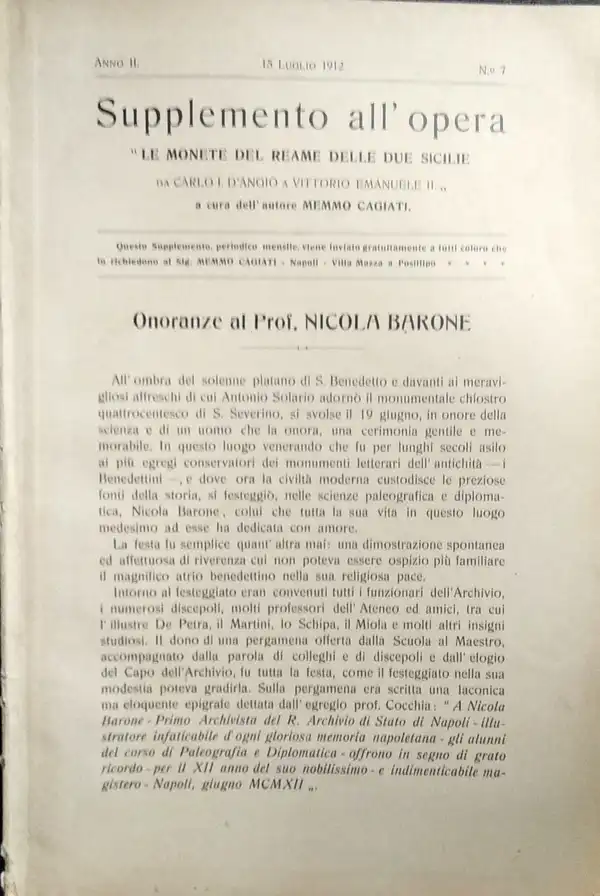 ANNO II.
15 LUGLIO 1912
N.o 7
Supplemento all' opera
" LE MONETE DEL REAME DELLE DUE SICILIE
DA CARLO I. D'ANGIO A VITTORIO EMANUELE II „
a cura dell' autore MEMMO CAGIATI.
Questo Supplemento, periodico mensile, viene inviato gratuitamente a tutti coloro che
lo richiedono al Sig. MEMMO CAGIATI - Napoli - Villa Mazza a Posillipo * * * *
Onoranze al Prof. NICOLA BARONE
All' ombra del solenne platano di S. Benedetto e davanti ai meravi-
gliosi affreschi di cui Antonio Solario adornò il monumentale chiostro
quattrocentesco di S. Severino, si svolse il 19 giugno, in onore della
scienza e di un uomo che la onora, una cerimonia gentile e me-
morabile. In questo luogo venerando che fu per lunghi secoli asilo
ai più egregi conservatori dei monumenti letterari dell' antichità — i
Benedettini —, e dove ora la civiltà moderna custodisce le preziose
fonti della storia, si festeggiò, nelle scienze paleografica e diploma-
tica, Nicola Barone, colui che tutta la sua vita in questo luogo
medesimo ad esse ha dedicata con amore.
La festa fu semplice quant' altra mai: una dimostrazione spontanea
ed affettuosa di riverenza cui non poteva essere ospizio più familiare
il magnifico atrio benedettino nella sua religiosa pace.
Intorno al festeggiato eran convenuti tutti i funzionari dell'Archivio,
i numerosi discepoli, molti professori dell' Ateneo ed amici, tra cui
l' illustre De Petra, il Martini, lo Schipa, il Miola e molti altri insigni
studiosi. Il dono di una pergamena offerta dalla Scuola al Maestro,
accompagnato dalla parola di colleghi e di discepoli e dall' elogio
del Capo dell'Archivio, fu tutta la festa, come il festeggiato nella sua
modestia poteva gradirla. Sulla pergamena era scritta una laconica
ma eloquente epigrafe dettata dall'egregio prof. Cocchia: " A Nicola
Barone - Primo Archivista del R. Archivio di Stato di Napoli - illu-
stratore infaticabile d'ogni gloriosa memoria napoletana - gli alunni
del corso di Paleografia e Diplomatica - offrono in segno di grato
ricordo - per il XII anno del suo nobilissimo - e indimenticabile ma-
gistero - Napoli, giugno MCMXII „.